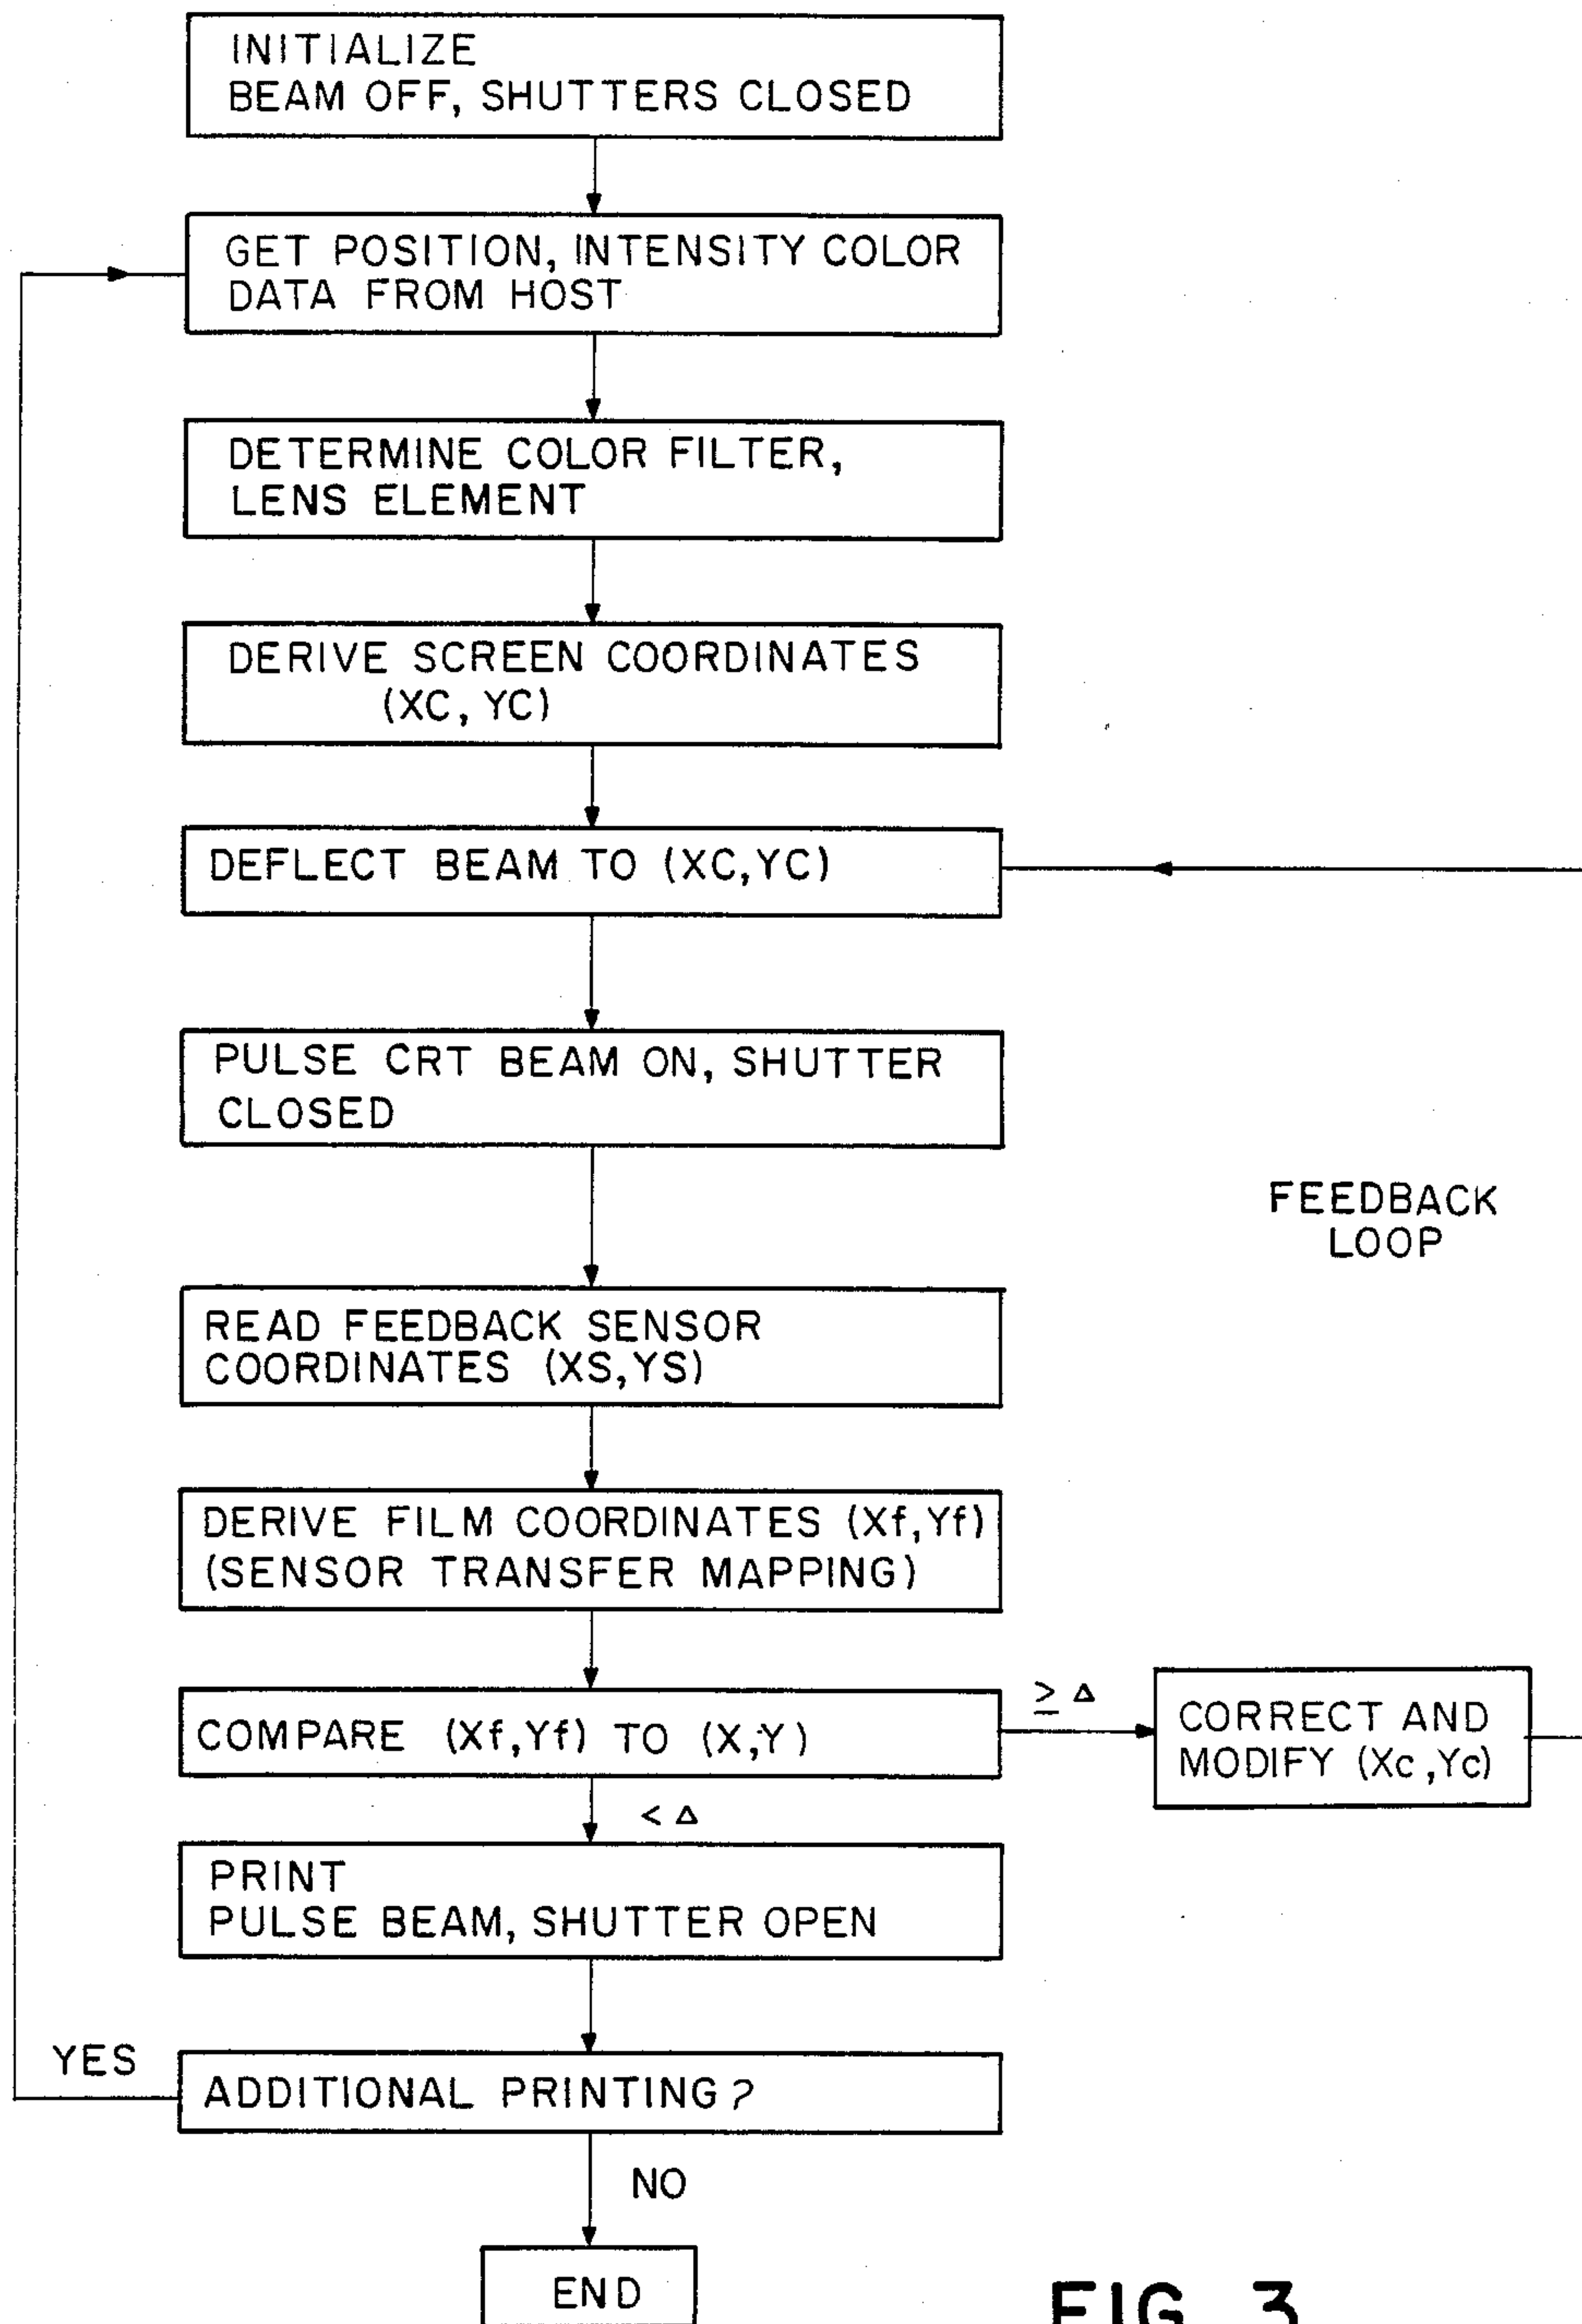 INITIALIZE
BEAM OFF, SHUTTERS CLOSED
GET POSITION, INTENSITY COLOR
DATA FROM HOST
DETERMINE COLOR FILTER,
LENS ELEMENT
DERIVE SCREEN COORDINATES
(XC, YC)
DEFLECT BEAM TO (XC,YC)
PULSE CRT BEAM ON, SHUTTER
CLOSED
FEEDBACK
LOOP
READ FEEDBACK SENSOR
COORDINATES (XS,YS)
DERIVE FILM COORDINATES (Xf,Yf)
(SENSOR TRANSFER MAPPING)
COMPARE (Xf,Yf) TO (X,Y)
≥ Δ
CORRECT AND
MODIFY (Xc,Yc)
< Δ
PRINT
PULSE BEAM, SHUTTER OPEN
YES
ADDITIONAL PRINTING?
NO
END
FIG. 3